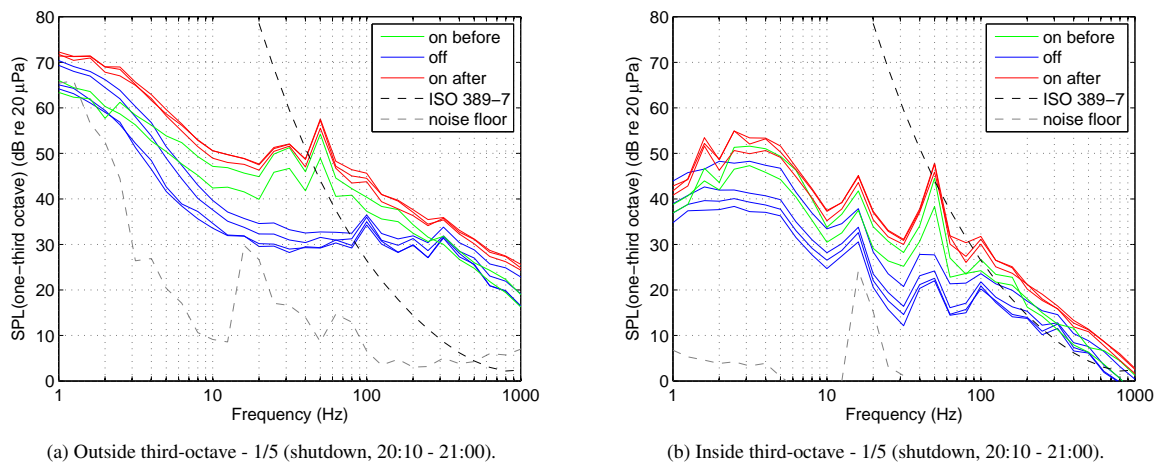 80
70
60
50
40
30
20
10
0
SPL(one−third octave) (dB re 20 µPa)
1
10
100
1000
Frequency (Hz)
on before
off
on after
ISO 389−7
noise floor
(a) Outside third-octave - 1/5 (shutdown, 20:10 - 21:00).
80
70
60
50
40
30
20
10
0
SPL(one−third octave) (dB re 20 µPa)
1
10
100
1000
Frequency (Hz)
on before
off
on after
ISO 389−7
noise floor
(b) Inside third-octave - 1/5 (shutdown, 20:10 - 21:00).